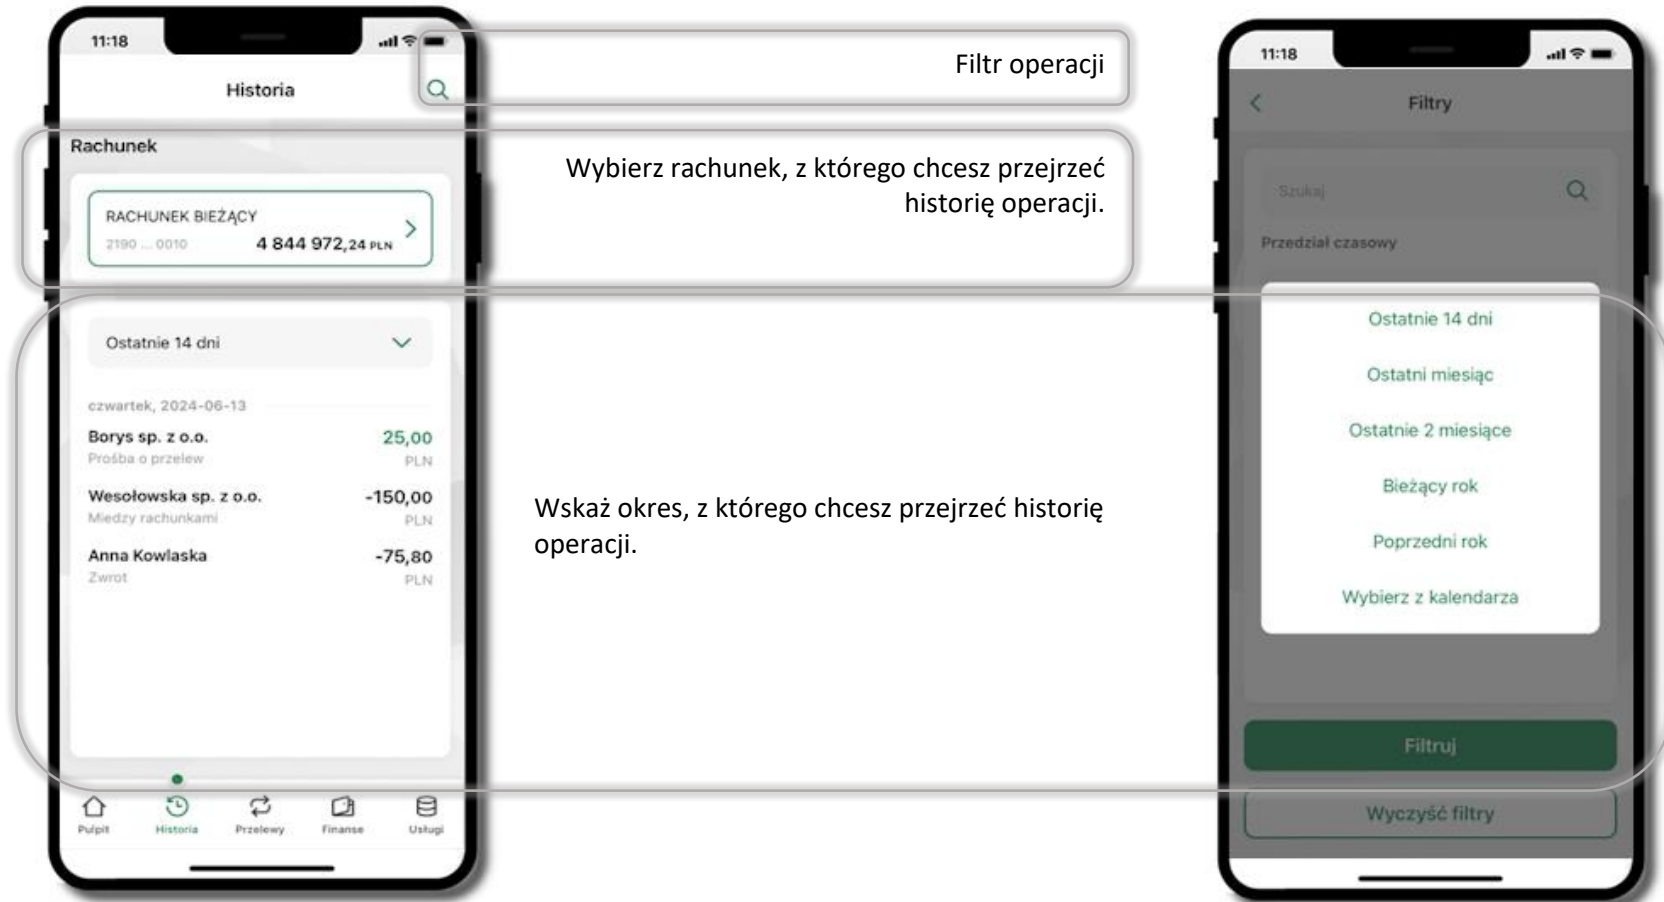 11:18
Historia
Rachunek
RACHUNEK BIEŻĄCY
2190 ... 0010 4 844 972,24 PLN
Ostatnie 14 dni
czwartek, 2024-06-13
Borys sp. z o.o. 25,00
Prośba o przelew PLN
Wesołowska sp. z o.o. -150,00
Miedzy rachunkami PLN
Anna Kowlaska -75,80
Zwrot PLN
Pulpit Historia Przelewy Finanse Usługi
Filtr operacji
Wybierz rachunek, z którego chcesz przejrzeć
historię operacji.
Wskaż okres, z którego chcesz przejrzeć historię
operacji.
11:18
Filtry
Szukaj
Przedział czasowy
Ostatnie 14 dni
Ostatni miesiąc
Ostatnie 2 miesiące
Bieżący rok
Poprzedni rok
Wybierz z kalendarza
Filtruj
Wyczyść filtry